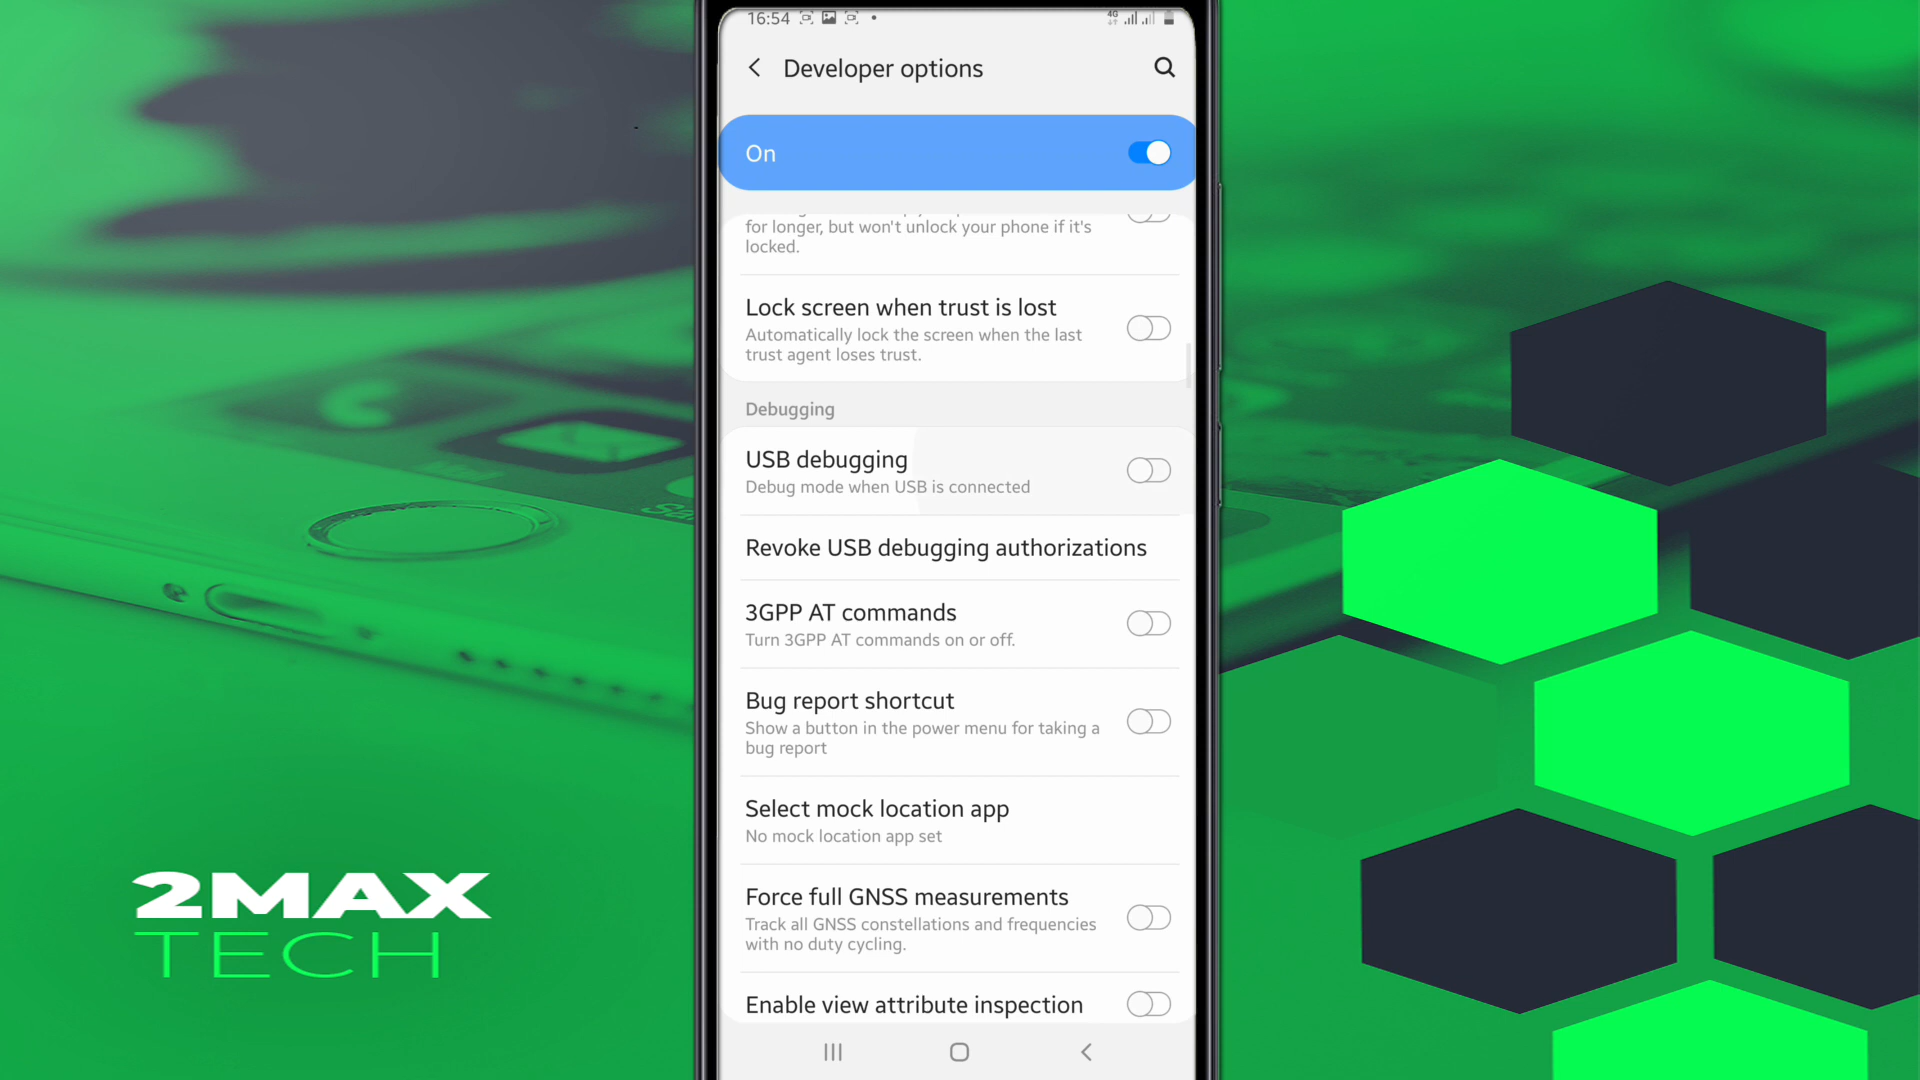 16:54
4G
Developer options
On
for longer, but won't unlock your phone if it's
locked.
Lock screen when trust is lost
Automatically lock the screen when the last
trust agent loses trust.
Debugging
USB debugging
Debug mode when USB is connected
Revoke USB debugging authorizations
3GPP AT commands
Turn 3GPP AT commands on or off.
Bug report shortcut
Show a button in the power menu for taking a
bug report
Select mock location app
No mock location app set
Force full GNSS measurements
Track all GNSS constellations and frequencies
with no duty cycling.
Enable view attribute inspection
2MAX
TECH